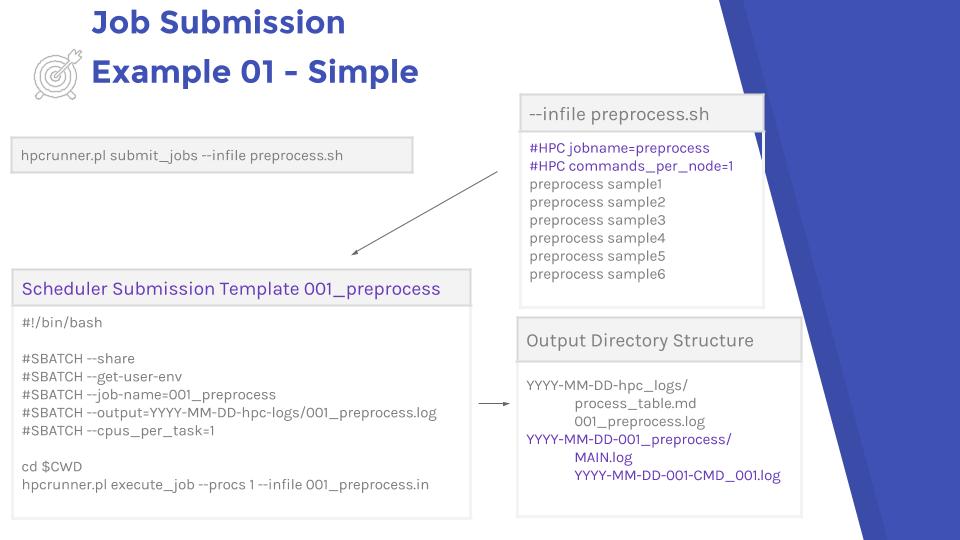 Job Submission
Example 01 - Simple
hpcrunner.pl submit_jobs --infile preprocess.sh
--infile preprocess.sh
#HPC jobname=preprocess
#HPC commands_per_node=1
preprocess sample1
preprocess sample2
preprocess sample3
preprocess sample4
preprocess sample5
preprocess sample6
Scheduler Submission Template 001_preprocess
#!/bin/bash
#SBATCH --share
#SBATCH --get-user-env
#SBATCH --job-name=001_preprocess
#SBATCH --output=YYYY-MM-DD-hpc-logs/001_preprocess.log
#SBATCH --cpus_per_task=1
cd $CWD
hpcrunner.pl execute_job --procs 1 --infile 001_preprocess.in
Output Directory Structure
YYYY-MM-DD-hpc_logs/
process_table.md
001_preprocess.log
YYYY-MM-DD-001_preprocess/
MAIN.log
YYYY-MM-DD-001-CMD_001.log